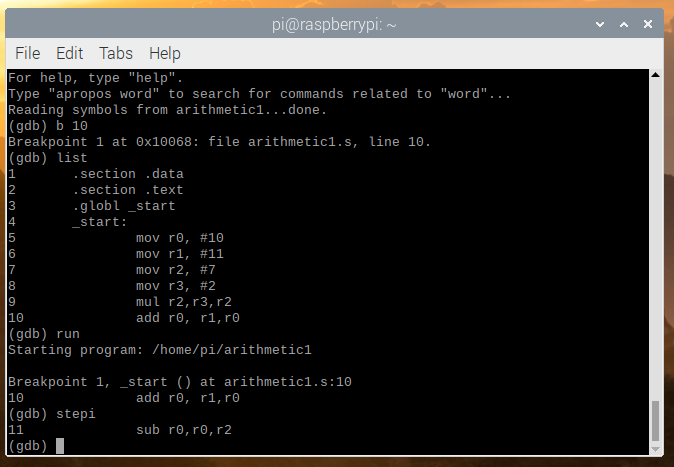 pi@raspberrypi: ~
File Edit Tabs Help
For help, type "help".
Type "apropos word" to search for commands related to "word"...
Reading symbols from arithmetic1...done.
(gdb) b 10
Breakpoint 1 at 0x10068: file arithmetic1.s, line 10.
(gdb) list
1       .section .data
2       .section .text
3       .globl _start
4       _start:
5               mov r0, #10
6               mov r1, #11
7               mov r2, #7
8               mov r3, #2
9               mul r2,r3,r2
10              add r0, r1,r0
(gdb) run
Starting program: /home/pi/arithmetic1
Breakpoint 1, _start () at arithmetic1.s:10
10              add r0, r1,r0
(gdb) stepi
11              sub r0,r0,r2
(gdb)